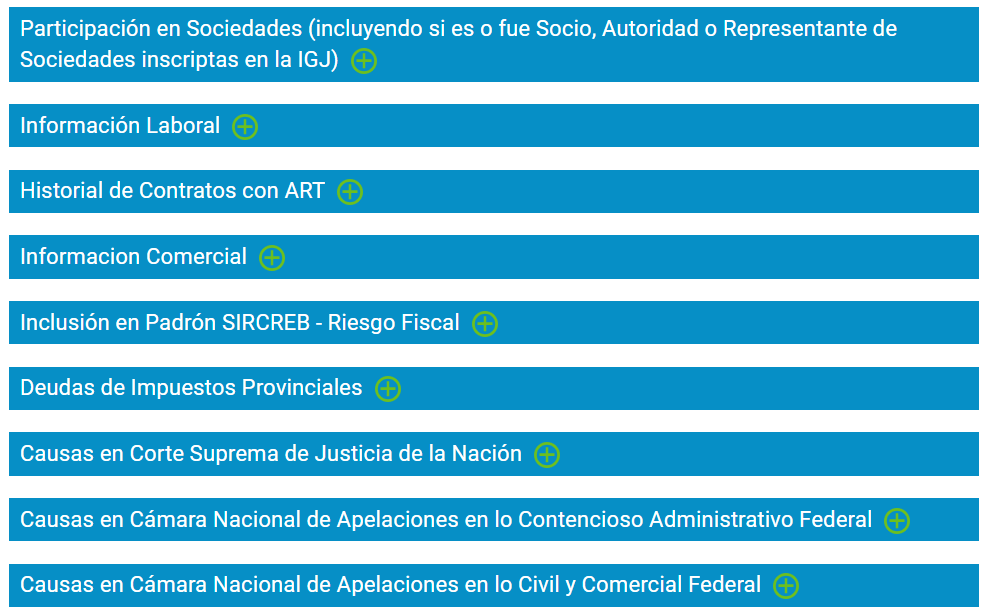 Participación en Sociedades (incluyendo si es o fue Socio, Autoridad o Representante de
Sociedades inscriptas en la IGJ)
Información Laboral
Historial de Contratos con ART
Informacion Comercial
Inclusión en Padrón SIRCREB - Riesgo Fiscal
Deudas de Impuestos Provinciales
Causas en Corte Suprema de Justicia de la Nación
Causas en Cámara Nacional de Apelaciones en lo Contencioso Administrativo Federal
Causas en Cámara Nacional de Apelaciones en lo Civil y Comercial Federal